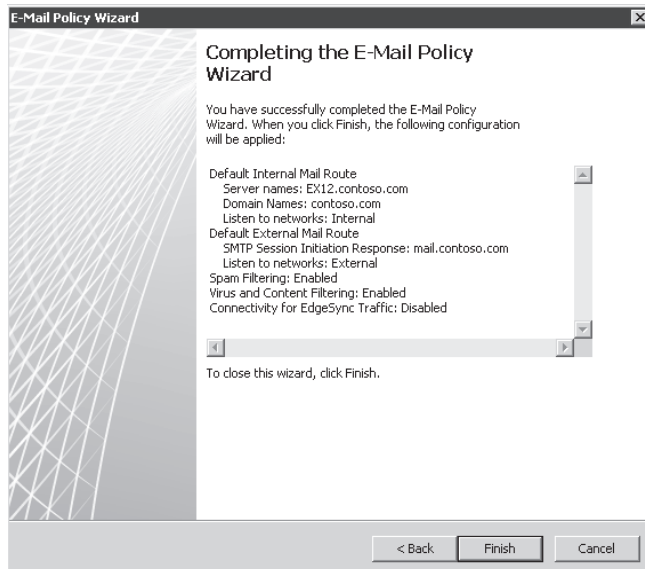 E-Mail Policy Wizard
Completing the E-Mail Policy
Wizard
You have successfully completed the E-Mail Policy
Wizard. When you click Finish, the following configuration
will be applied:
Default Internal Mail Route
Server names: EX12.contoso.com
Domain Names: contoso.com
Listen to networks: Internal
Default External Mail Route
SMTP Session Initiation Response: mail.contoso.com
Listen to networks: External
Spam Filtering: Enabled
Virus and Content Filtering: Enabled
Connectivity for EdgeSync Traffic: Disabled
To close this wizard, click Finish.
< Back Finish Cancel